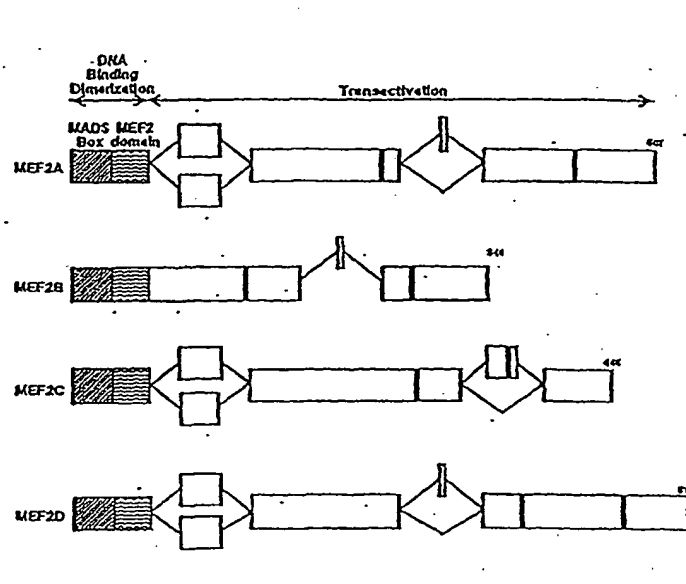 DNA
Binding
Dimerization
Transactivation
MADS MEF2
Box domain
MEF2A
MEF2B
MEF2C
MEF2D